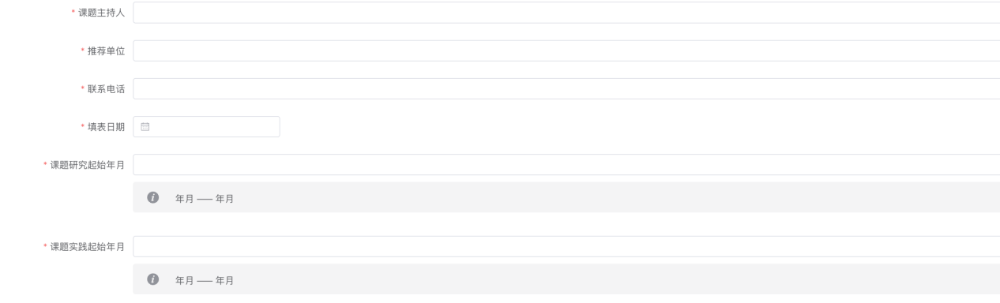 * 课题主持人
* 推荐单位
* 联系电话
* 填表日期
* 课题研究起始年月
年月 —— 年月
* 课题实践起始年月
年月 —— 年月